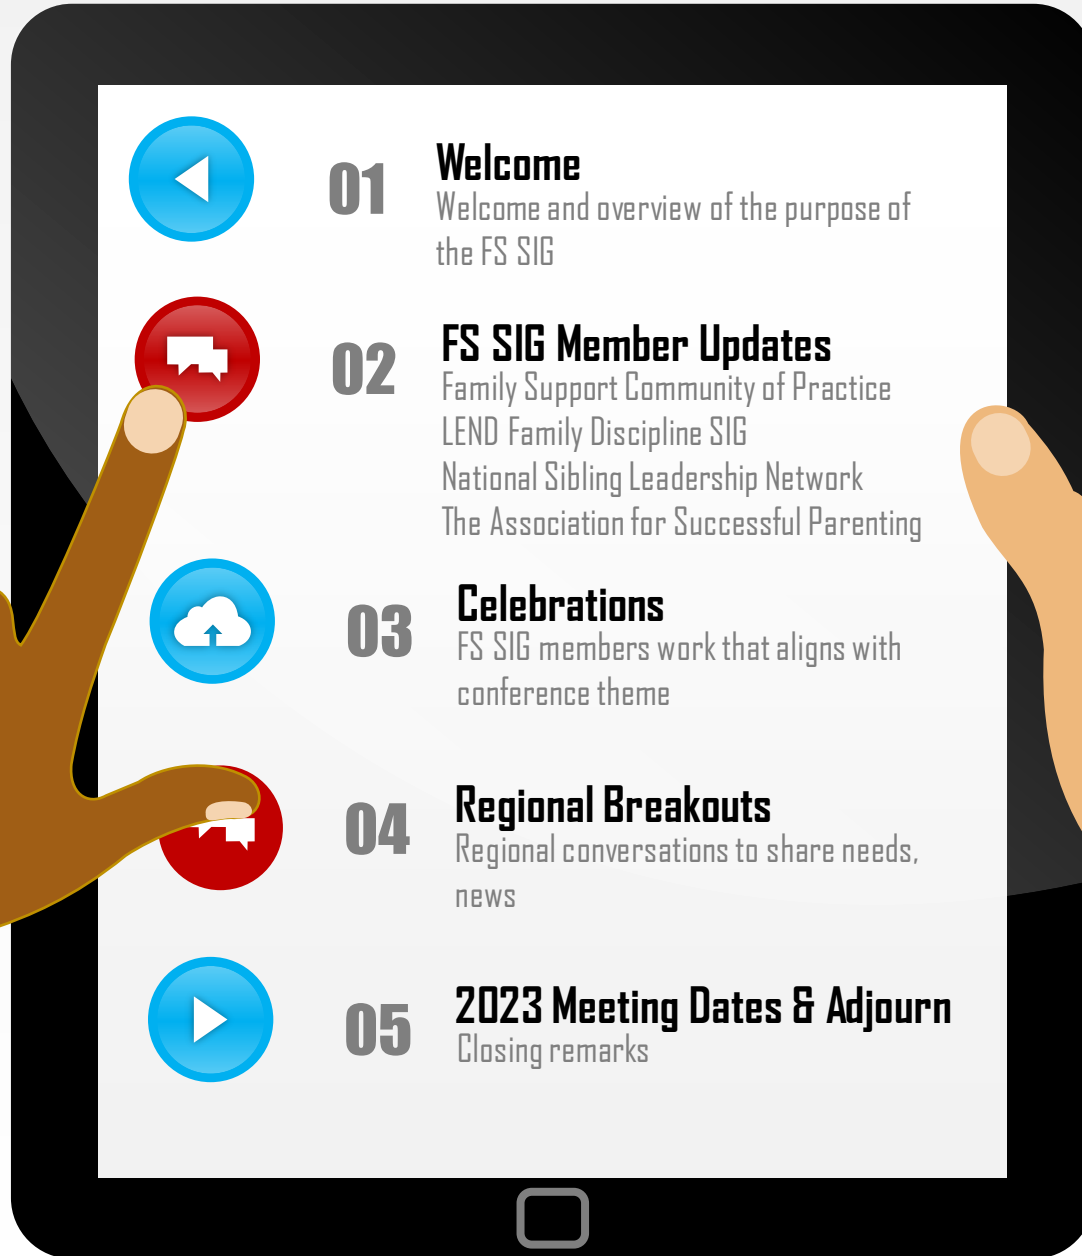 01
Welcome
Welcome and overview of the purpose of
the FS SIG
02
FS SIG Member Updates
Family Support Community of Practice
LEND Family Discipline SIG
National Sibling Leadership Network
The Association for Successful Parenting
03
Celebrations
FS SIG members work that aligns with
conference theme
04
Regional Breakouts
Regional conversations to share needs,
news
05
2023 Meeting Dates & Adjourn
Closing remarks